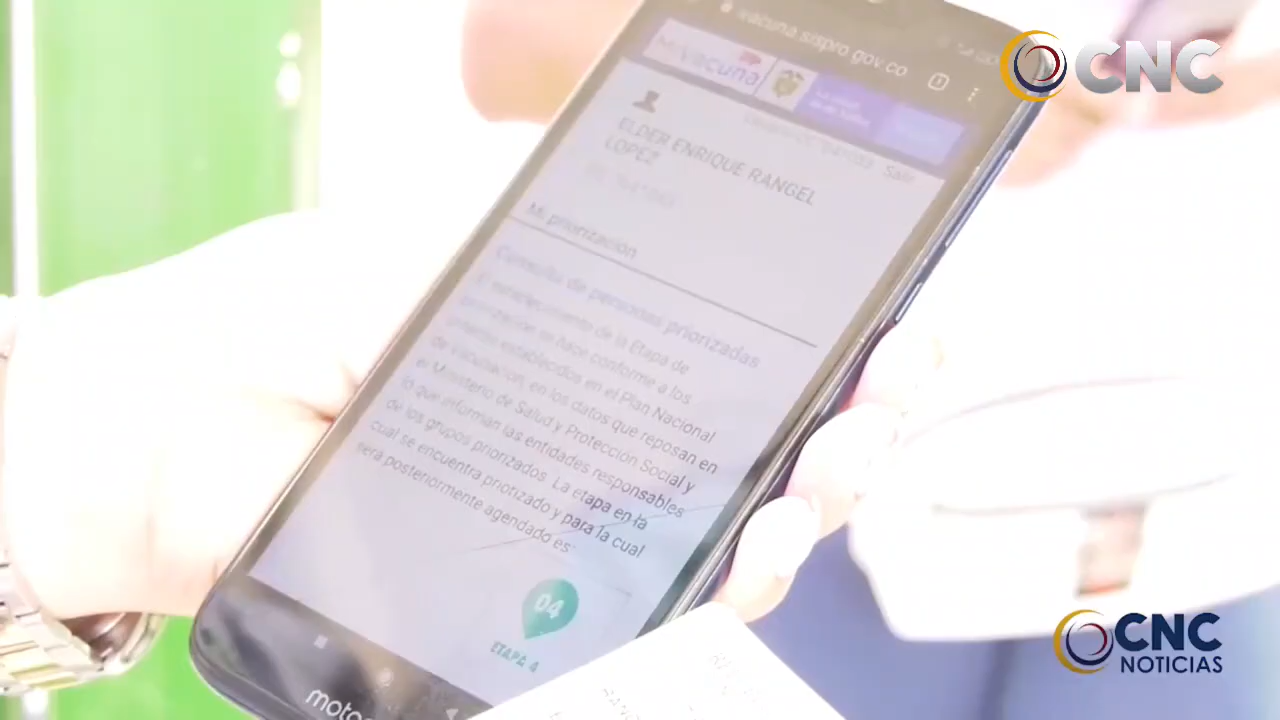 vacuna.sispro.gov.co
CNC
Mi vacuna
Salir
ELDER ENRIQUE RANGEL
LOPEZ
Mi priorización
Consulta de personas priorizadas
El establecimiento de la Etapa de
priorización se hace conforme a los
criterios establecidos en el Plan Nacional
de Vacunación, en los datos que reposan en
el Ministerio de Salud y Protección Social y
lo que informan las entidades responsables
de los grupos priorizados. La etapa en la
cual se encuentra priorizado y para la cual
será posteriormente agendado es:
04
ETAPA 4
CNC
NOTICIAS